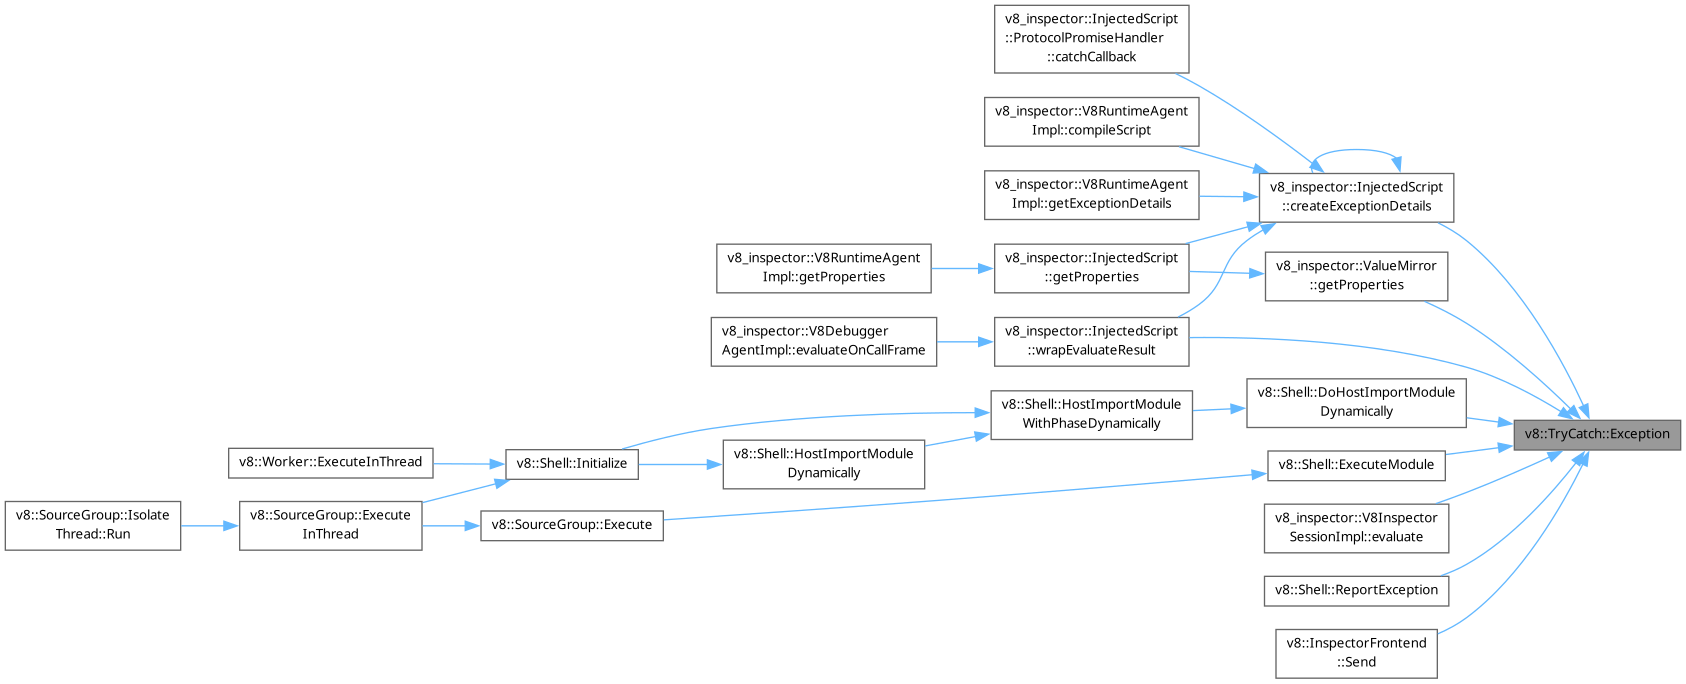 v8_inspector::InjectedScript
::ProtocolPromiseHandler
::catchCallback
v8_inspector::V8RuntimeAgent
Impl::compileScript
v8_inspector::V8RuntimeAgent
Impl::getExceptionDetails
v8_inspector::InjectedScript
::createExceptionDetails
v8_inspector::V8RuntimeAgent
Impl::getProperties
v8_inspector::InjectedScript
::getProperties
v8_inspector::ValueMirror
::getProperties
v8_inspector::V8Debugger
AgentImpl::evaluateOnCallFrame
v8_inspector::InjectedScript
::wrapEvaluateResult
v8::Shell::HostImportModule
WithPhaseDynamically
v8::Shell::DoHostImportModule
Dynamically
v8::TryCatch::Exception
v8::Worker::ExecuteInThread
v8::Shell::Initialize
v8::Shell::HostImportModule
Dynamically
v8::Shell::ExecuteModule
v8::SourceGroup::Isolate
Thread::Run
v8::SourceGroup::Execute
InThread
v8::SourceGroup::Execute
v8_inspector::V8Inspector
SessionImpl::evaluate
v8::Shell::ReportException
v8::InspectorFrontend
::Send